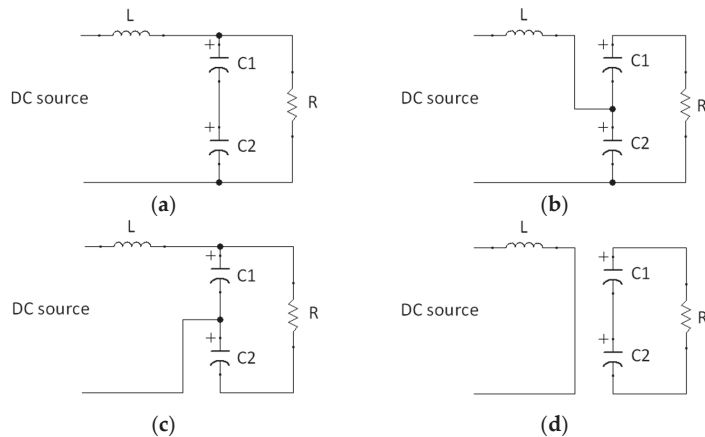 L
+
C1
DC source
R
+
C2
(a)
L
+
C1
DC source
R
+
C2
(b)
L
+
C1
DC source
R
+
C2
(c)
L
+
C1
DC source
R
+
C2
(d)